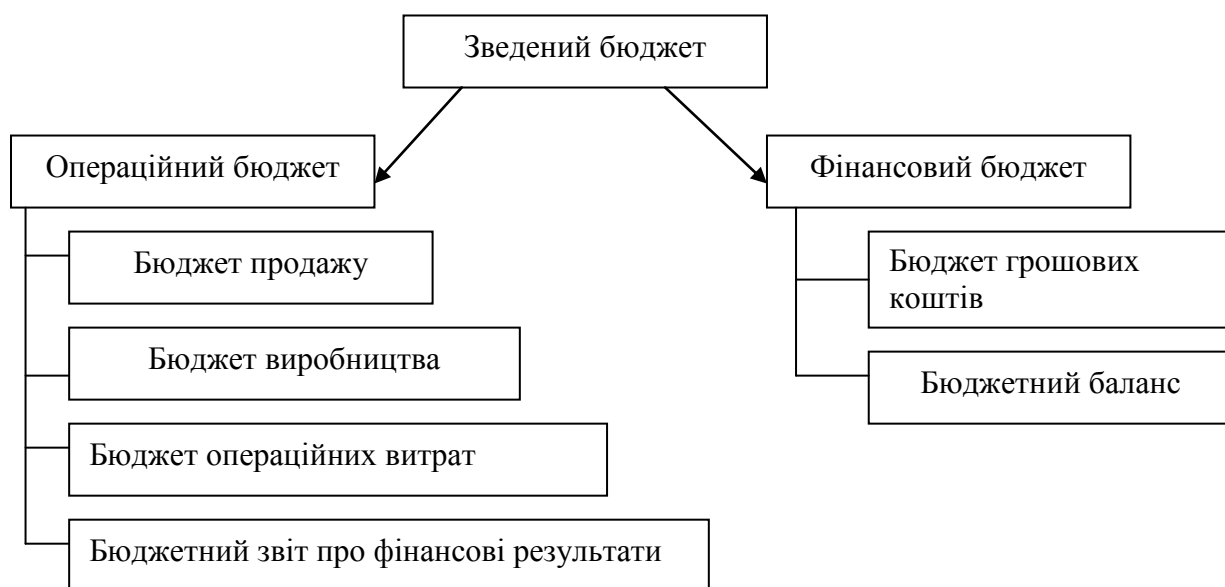 Зведений бюджет
Операційний бюджет
Фінансовий бюджет
Бюджет продажу
Бюджет виробництва
Бюджет операційних витрат
Бюджетний звіт про фінансові результати
Бюджет грошових
коштів
Бюджетний баланс